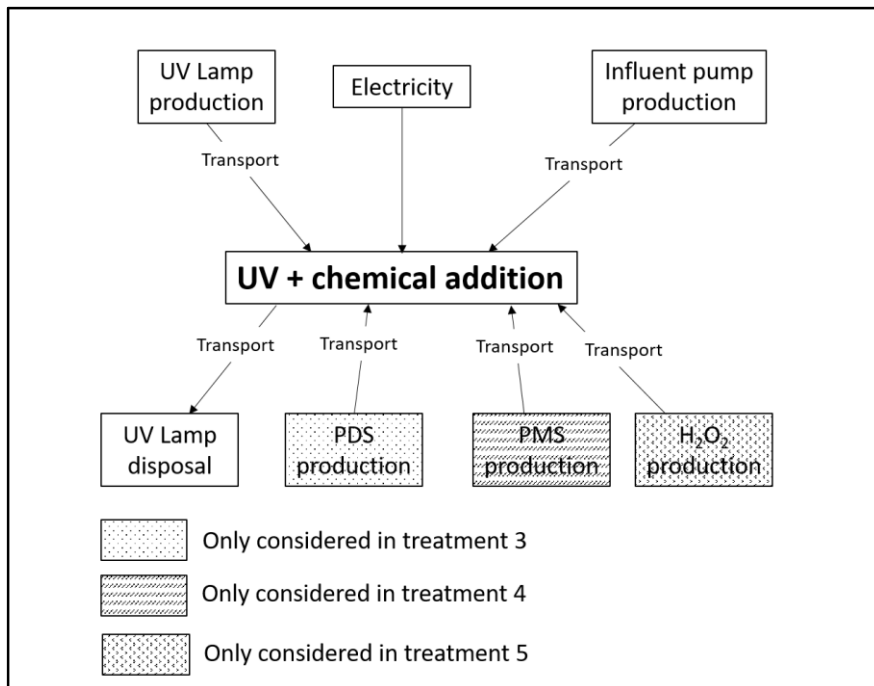 UV Lamp
production
Electricity
Influent pump
production
Transport
Transport
UV + chemical addition
Transport
Transport
Transport
Transport
UV Lamp
disposal
PDS
production
PMS
production
H₂O₂
production
Only considered in treatment 3
Only considered in treatment 4
Only considered in treatment 5